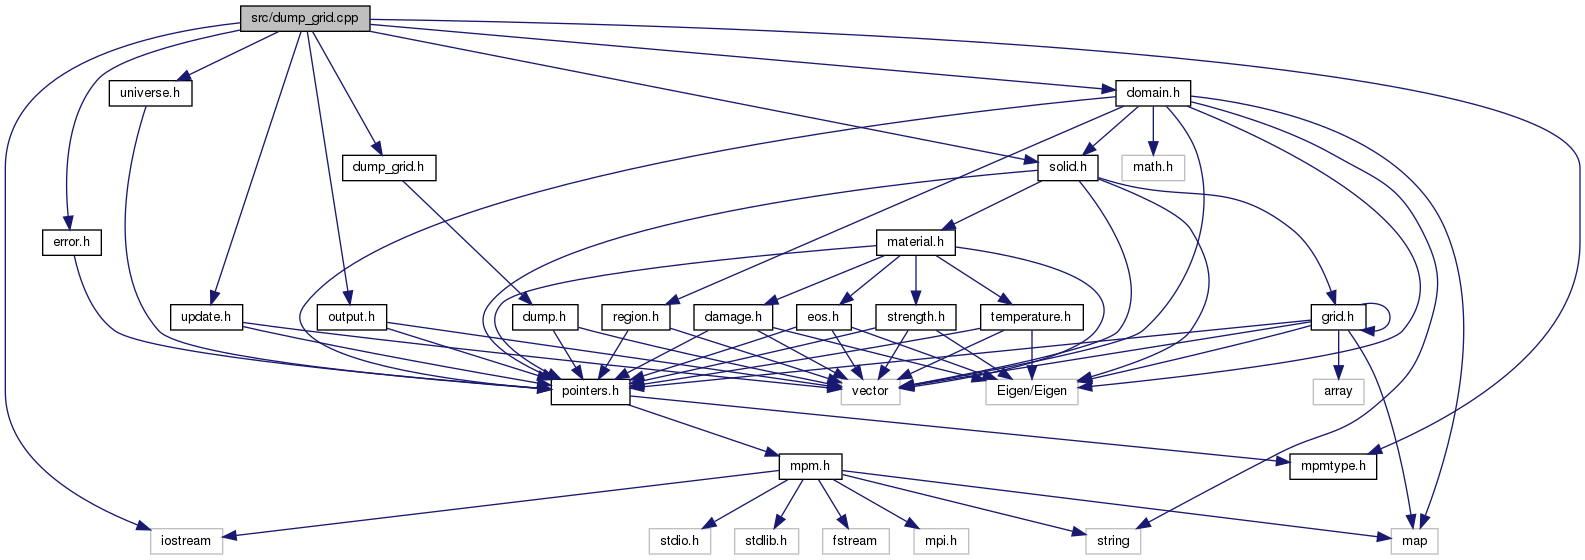 src/dump_grid.cpp
universe.h
domain.h
dump_grid.h
solid.h
math.h
error.h
material.h
update.h
output.h
dump.h
region.h
damage.h
eos.h
strength.h
temperature.h
grid.h
pointers.h
vector
Eigen/Eigen
array
mpm.h
mpmtype.h
iostream
stdio.h
stdlib.h
fstream
mpi.h
string
map